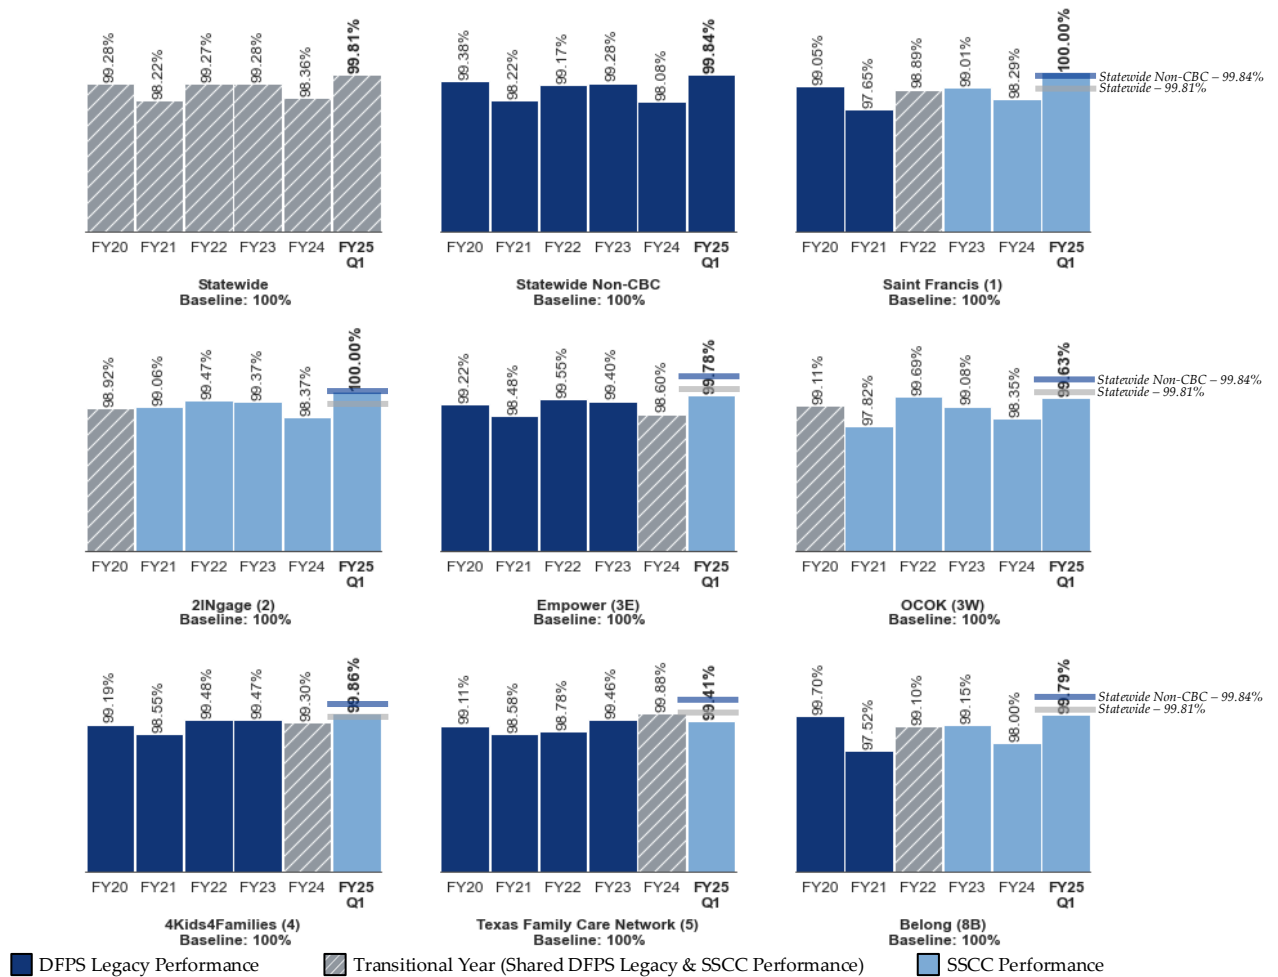 99.28%
98.22%
99.27%
99.28%
98.36%
99.81%
FY20 FY21 FY22 FY23 FY24 FY25 Q1
Statewide
Baseline: 100%
99.38%
98.22%
99.17%
99.28%
98.08%
99.84%
FY20 FY21 FY22 FY23 FY24 FY25 Q1
Statewide Non-CBC
Baseline: 100%
99.05%
97.65%
98.89%
99.01%
98.29%
100.00%
Statewide Non-CBC – 99.84%
Statewide – 99.81%
FY20 FY21 FY22 FY23 FY24 FY25 Q1
Saint Francis (1)
Baseline: 100%
98.92%
99.06%
99.47%
99.37%
98.37%
100.00%
FY20 FY21 FY22 FY23 FY24 FY25 Q1
2INgage (2)
Baseline: 100%
99.22%
98.48%
99.55%
99.40%
98.60%
99.78%
FY20 FY21 FY22 FY23 FY24 FY25 Q1
Empower (3E)
Baseline: 100%
99.11%
97.82%
99.69%
99.08%
98.35%
99.63%
Statewide Non-CBC – 99.84%
Statewide – 99.81%
FY20 FY21 FY22 FY23 FY24 FY25 Q1
OCOK (3W)
Baseline: 100%
99.19%
98.55%
99.48%
99.47%
99.30%
99.86%
FY20 FY21 FY22 FY23 FY24 FY25 Q1
4Kids4Families (4)
Baseline: 100%
99.11%
98.58%
98.78%
99.46%
99.88%
99.41%
FY20 FY21 FY22 FY23 FY24 FY25 Q1
Texas Family Care Network (5)
Baseline: 100%
99.70%
97.52%
99.10%
99.15%
98.00%
99.79%
Statewide Non-CBC – 99.84%
Statewide – 99.81%
FY20 FY21 FY22 FY23 FY24 FY25 Q1
Belong (8B)
Baseline: 100%
DFPS Legacy Performance
Transitional Year (Shared DFPS Legacy & SSCC Performance)
SSCC Performance